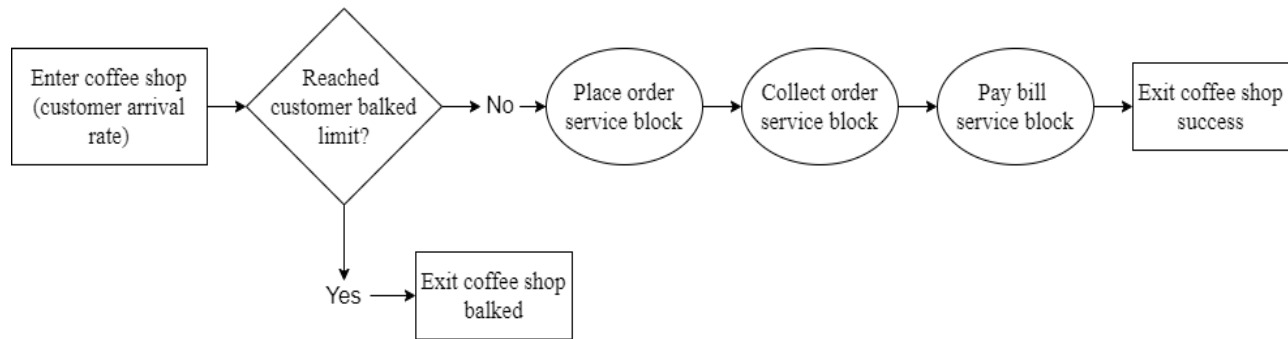 Enter coffee shop
(customer arrival
rate)
Reached
customer balked
limit?
No
Place order
service block
Collect order
service block
Pay bill
service block
Exit coffee shop
success
Yes
Exit coffee shop
balked